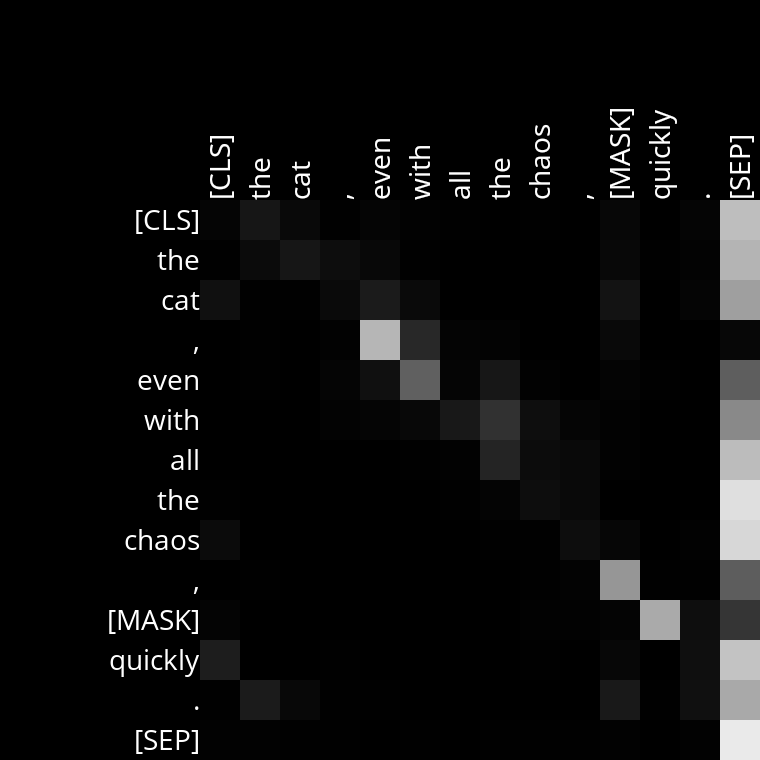 [CLS] the cat , even with all the chaos , [MASK] quickly . [SEP]
[CLS]
the
cat
,
even
with
all
the
chaos
,
[MASK]
quickly
.
[SEP]